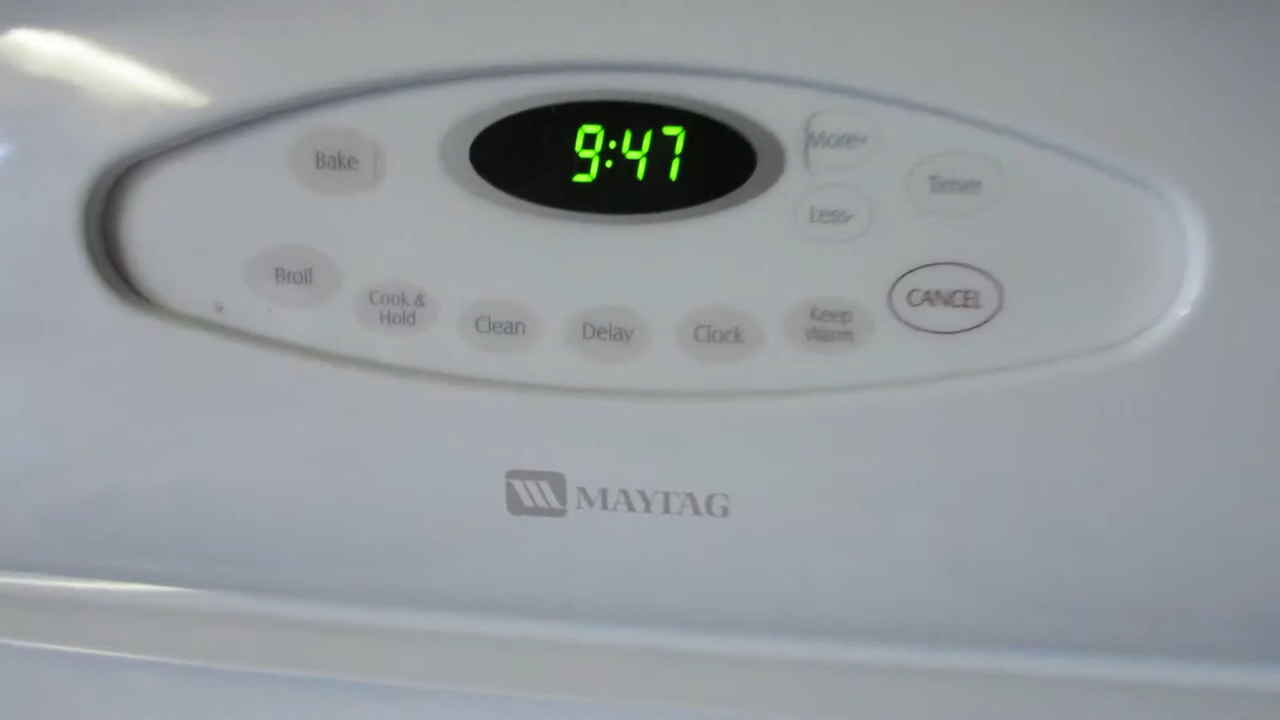 9:47
Bake
More+
Less-
Timer
Broil
Cook &
Hold
Clean
Delay
Clock
Keep
Warm
CANCEL
MAYTAG